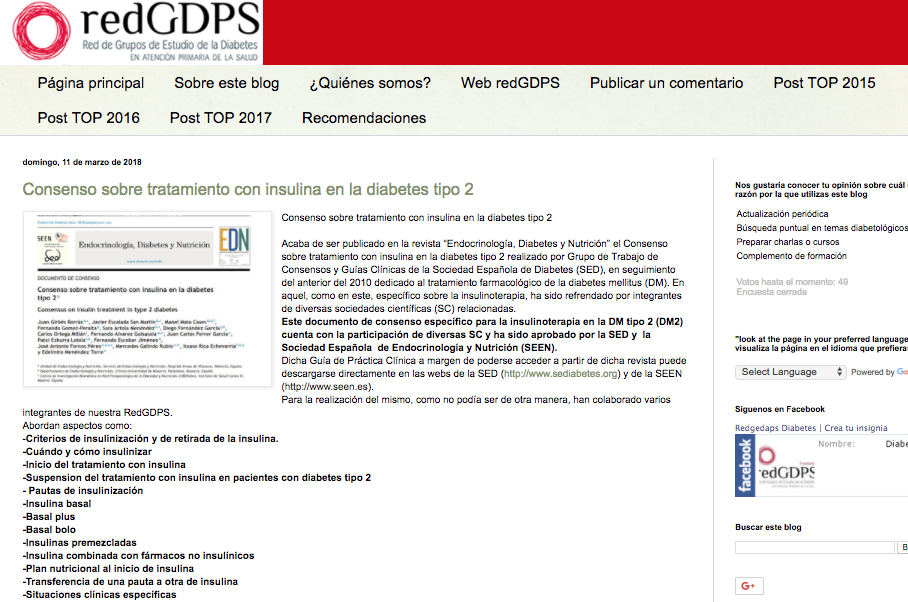 redGDPS
Red de Grupos de Estudio de la Diabetes
EN ATENCIÓN PRIMARIA DE LA SALUD
Página principal
Sobre este blog
¿Quiénes somos?
Web redGDPS
Publicar un comentario
Post TOP 2015
Post TOP 2016
Post TOP 2017
Recomendaciones
domingo, 11 de marzo de 2018
Consenso sobre tratamiento con insulina en la diabetes tipo 2
SEEN
Sed
Endocrinología, Diabetes y Nutrición
EDN
DOCUMENTO DE CONSENSO
Consenso sobre tratamiento con insulina en la diabetes
tipo 2
Consensus on insulin treatment in type 2 diabetes
Consenso sobre tratamiento con insulina en la diabetes tipo 2
Acaba de ser publicado en la revista “Endocrinología, Diabetes y Nutrición” el Consenso
sobre tratamiento con insulina en la diabetes tipo 2 realizado por Grupo de Trabajo de
Consensos y Guías Clínicas de la Sociedad Española de Diabetes (SED), en seguimiento
del anterior del 2010 dedicado al tratamiento farmacológico de la diabetes mellitus (DM). En
aquel, como en este, específico sobre la insulinoterapia, ha sido refrendado por integrantes
de diversas sociedades científicas (SC) relacionadas.
Este documento de consenso específico para la insulinoterapia en la DM tipo 2 (DM2)
cuenta con la participación de diversas SC y ha sido aprobado por la SED y la
Sociedad Española de Endocrinología y Nutrición (SEEN).
Dicha Guía de Práctica Clínica a margen de poderse acceder a partir de dicha revista puede
descargarse directamente en las webs de la SED (http://www.sediabetes.org) y de la SEEN
(http://www.seen.es).
Para la realización del mismo, como no podía ser de otra manera, han colaborado varios
integrantes de nuestra RedGDPS.
Abordan aspectos como:
-Criterios de insulinización y de retirada de la insulina.
-Cuándo y cómo insulinizar
-Inicio del tratamiento con insulina
-Suspension del tratamiento con insulina en pacientes con diabetes tipo 2
- Pautas de insulinización
-Insulina basal
-Basal plus
-Basal bolo
-Insulinas premezcladas
-Insulina combinada con fármacos no insulínicos
-Plan nutricional al inicio de insulina
-Transferencia de una pauta a otra de insulina
-Situaciones clínicas específicas
Nos gustaría conocer tu opinión sobre cuál
razón por la que utilizas este blog
Actualización periódica
Búsqueda puntual en temas diabetológicos
Preparar charlas o cursos
Complemento de formación
Votos hasta el momento: 49
Encuesta cerrada
"look at the page in your preferred language
visualiza la página en el idioma que prefieras
Select Language
Powered by Go
Síguenos en Facebook
Redgedaps Diabetes | Crea tu insignia
facebook
redGDPS
Nombre:
Diabe
Buscar este blog
B
G+